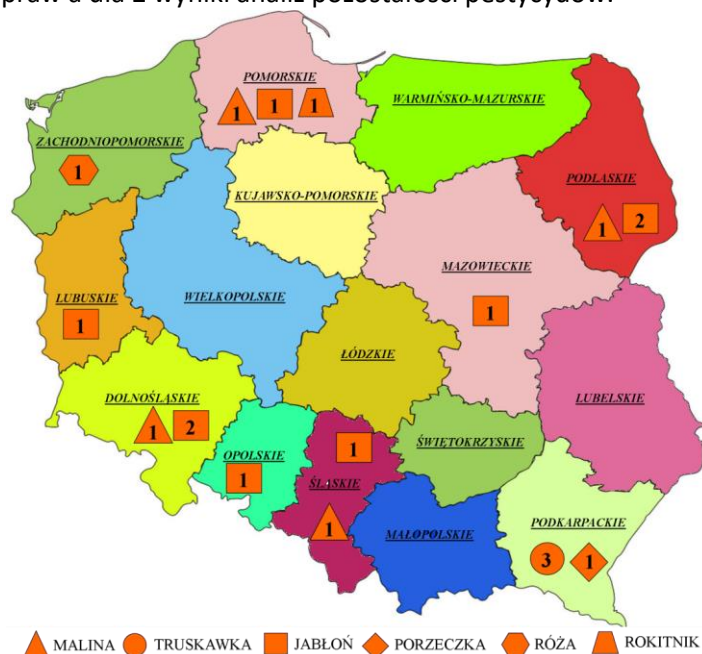 praw a dla 2 wyniki analiz pozostałości pestycydów.
POMORSKIE
1 1 1
WARMIŃSKO-MAZURSKIE
ZACHODNIOPOMORSKIE
1
KUJAWSKO-POMORSKIE
PODLASKIE
1 2
MAZOWIECKIE
1
LUBUSKIE
1
WIELKOPOLSKIE
ŁÓDZKIE
LUBELSKIE
DOLNOŚLĄSKIE
1 2
OPOLSKIE
1
1
ŚLĄSKIE
1
ŚWIĘTOKRZYSKIE
MAŁOPOLSKIE
PODKARPACKIE
3 1
MALINA TRUSKAWKA JABŁOŃ PORZECZKA RÓŻA ROKITNIK